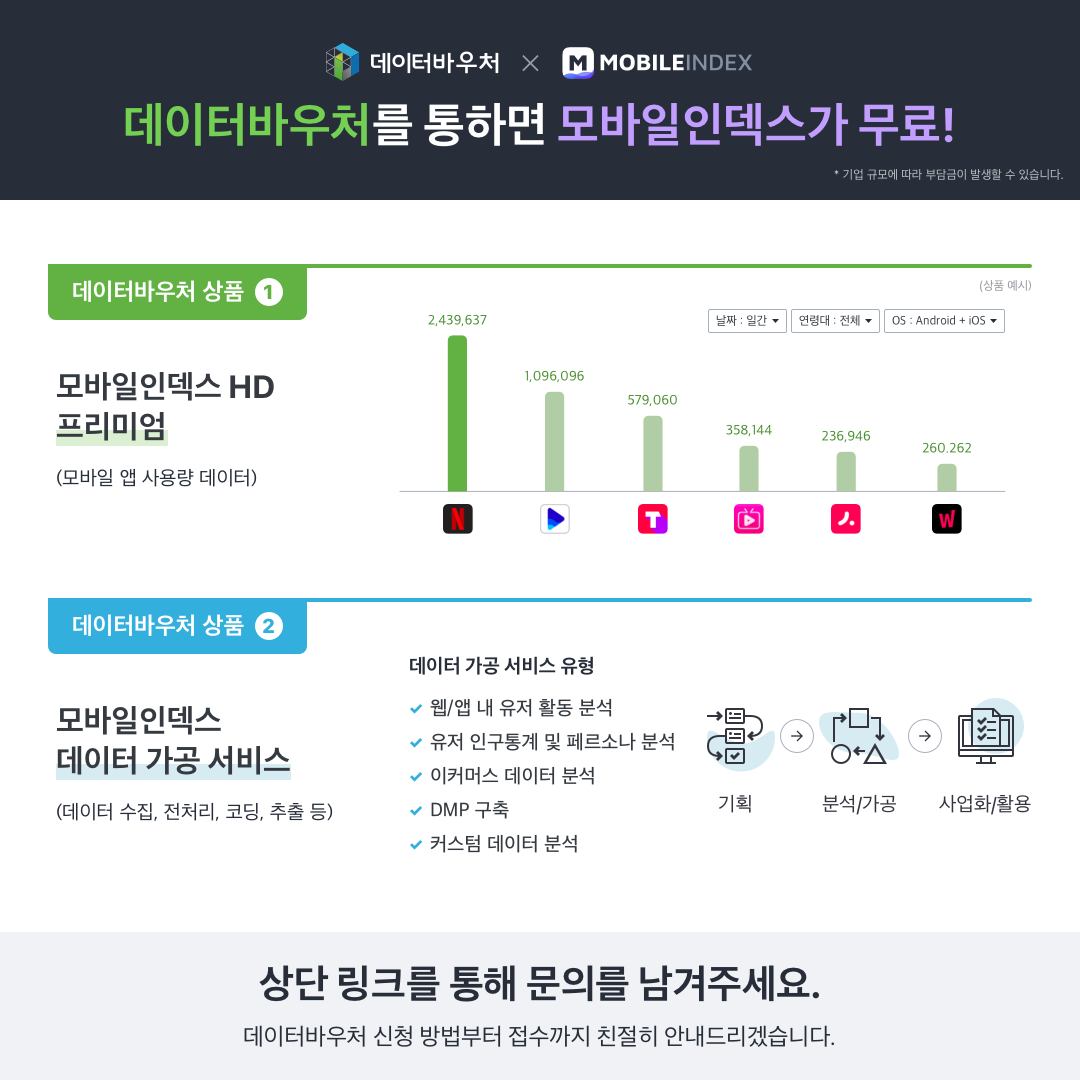 데이터바우처 × MOBILEINDEX
데이터바우처를 통하면 모바일인덱스가 무료!
* 기업 규모에 따라 부담금이 발생할 수 있습니다.
데이터바우처 상품 1
(상품 예시)
날짜 : 일간 연령대 : 전체 OS : Android + iOS
모바일인덱스 HD
프리미엄
(모바일 앱 사용량 데이터)
2,439,637
1,096,096
579,060
358,144
236,946
260.262
데이터바우처 상품 2
모바일인덱스
데이터 가공 서비스
(데이터 수집, 전처리, 코딩, 추출 등)
데이터 가공 서비스 유형
웹/앱 내 유저 활동 분석
유저 인구통계 및 페르소나 분석
이커머스 데이터 분석
DMP 구축
커스텀 데이터 분석
기획
분석/가공
사업화/활용
상단 링크를 통해 문의를 남겨주세요.
데이터바우처 신청 방법부터 접수까지 친절히 안내드리겠습니다.